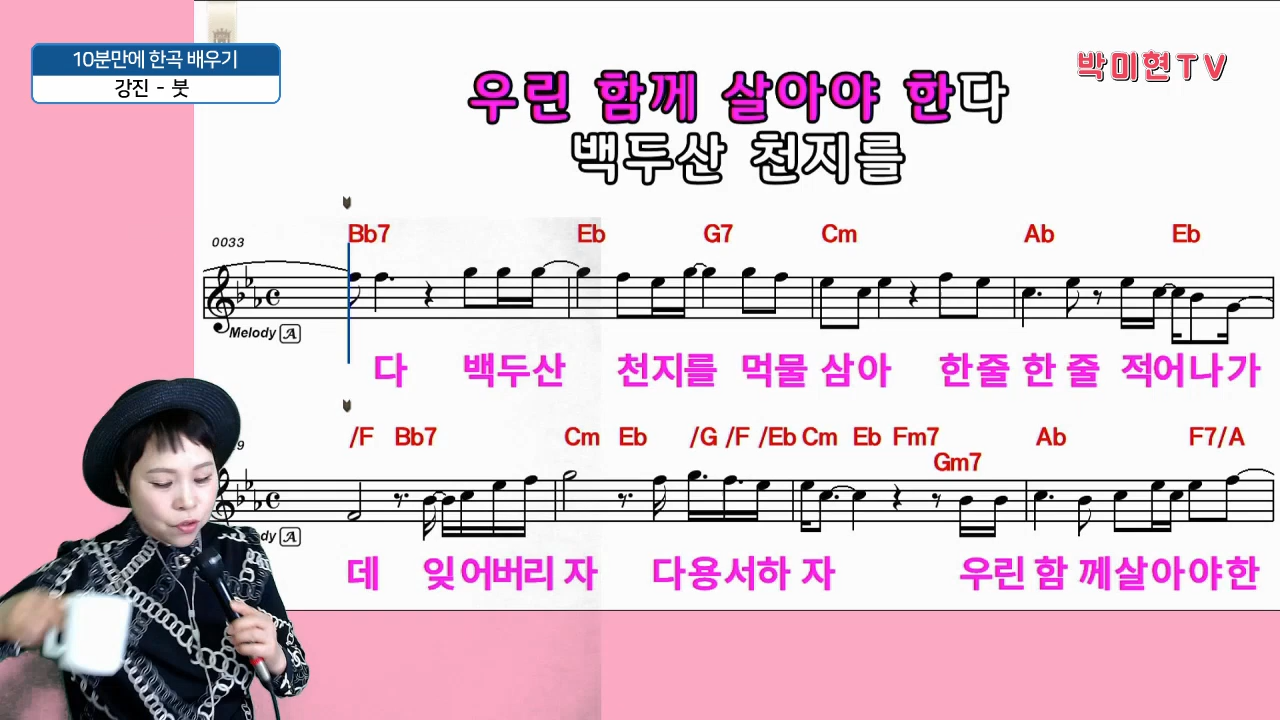 10분만에 한곡 배우기
강진 - 붓
박미현TV
우린 함께 살아야 한다
백두산 천지를
0033
Bb7 Eb G7 Cm Ab Eb
Melody A
다 백두산 천지를 먹물 삼아 한줄 한 줄 적어나가
9
/F Bb7 Cm Eb /G /F /Eb Cm Eb Fm7 Ab F7/A
Gm7
dy A
데 잊어버리 자 다용서하 자 우린 함 께살아야한